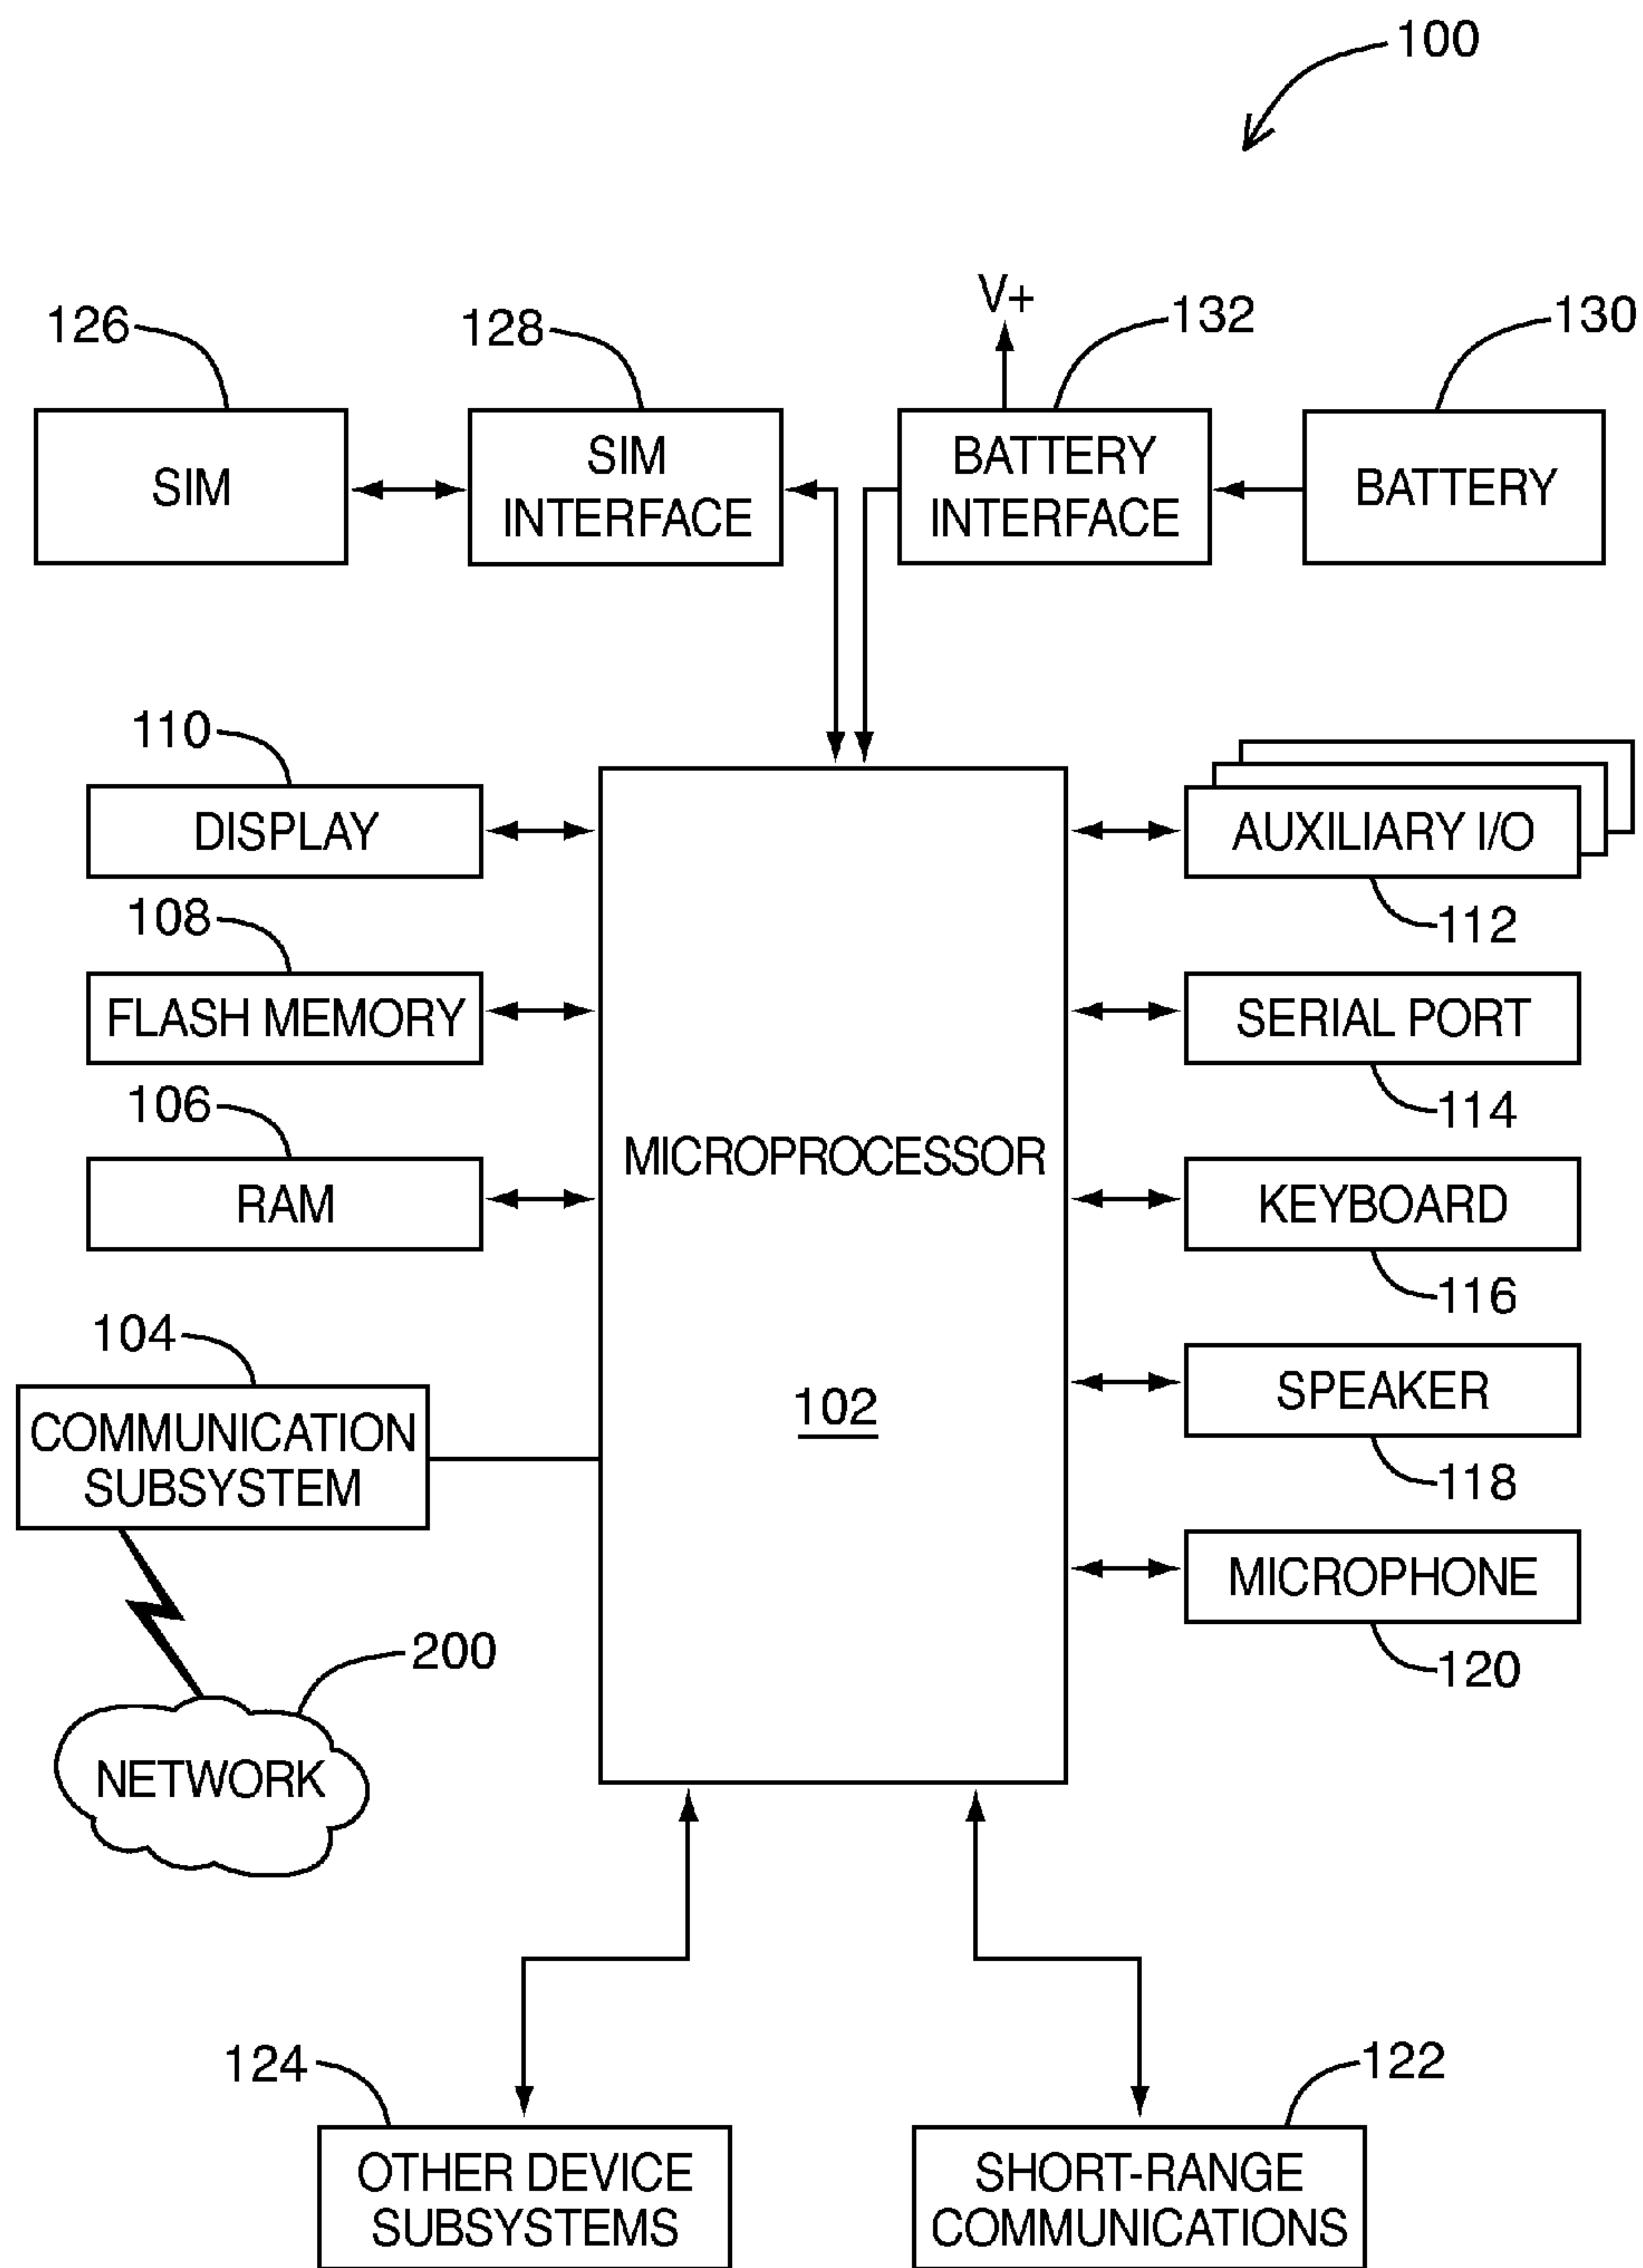 100
V+
126
128
132
130
SIM
SIM
INTERFACE
BATTERY
INTERFACE
BATTERY
110
DISPLAY
AUXILIARY I/O
112
108
FLASH MEMORY
SERIAL PORT
114
106
RAM
MICROPROCESSOR
102
KEYBOARD
116
104
COMMUNICATION
SUBSYSTEM
SPEAKER
118
MICROPHONE
120
200
NETWORK
124
122
OTHER DEVICE
SUBSYSTEMS
SHORT-RANGE
COMMUNICATIONS